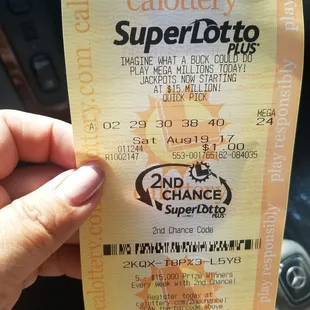 calottery
SuperLotto
PLUS
IMAGINE WHAT A BUCK COULD DO
PLAY MEGA MILLIONS TODAY!
JACKPOTS NOW STARTING
AT $15 MILLION!
QUICK PICK
MEGA
A 02 29 30 38 40 24
Sat Aug19 17
011244 $1.00
R1002147 553-001765162-084035
2ND
CHANCE
SuperLotto
PLUS
2nd Chance Code
5 - $15,000 Prize Winners
Every Week with 2nd Chance!
Register today at
calottery.com
play responsibly
play responsibly